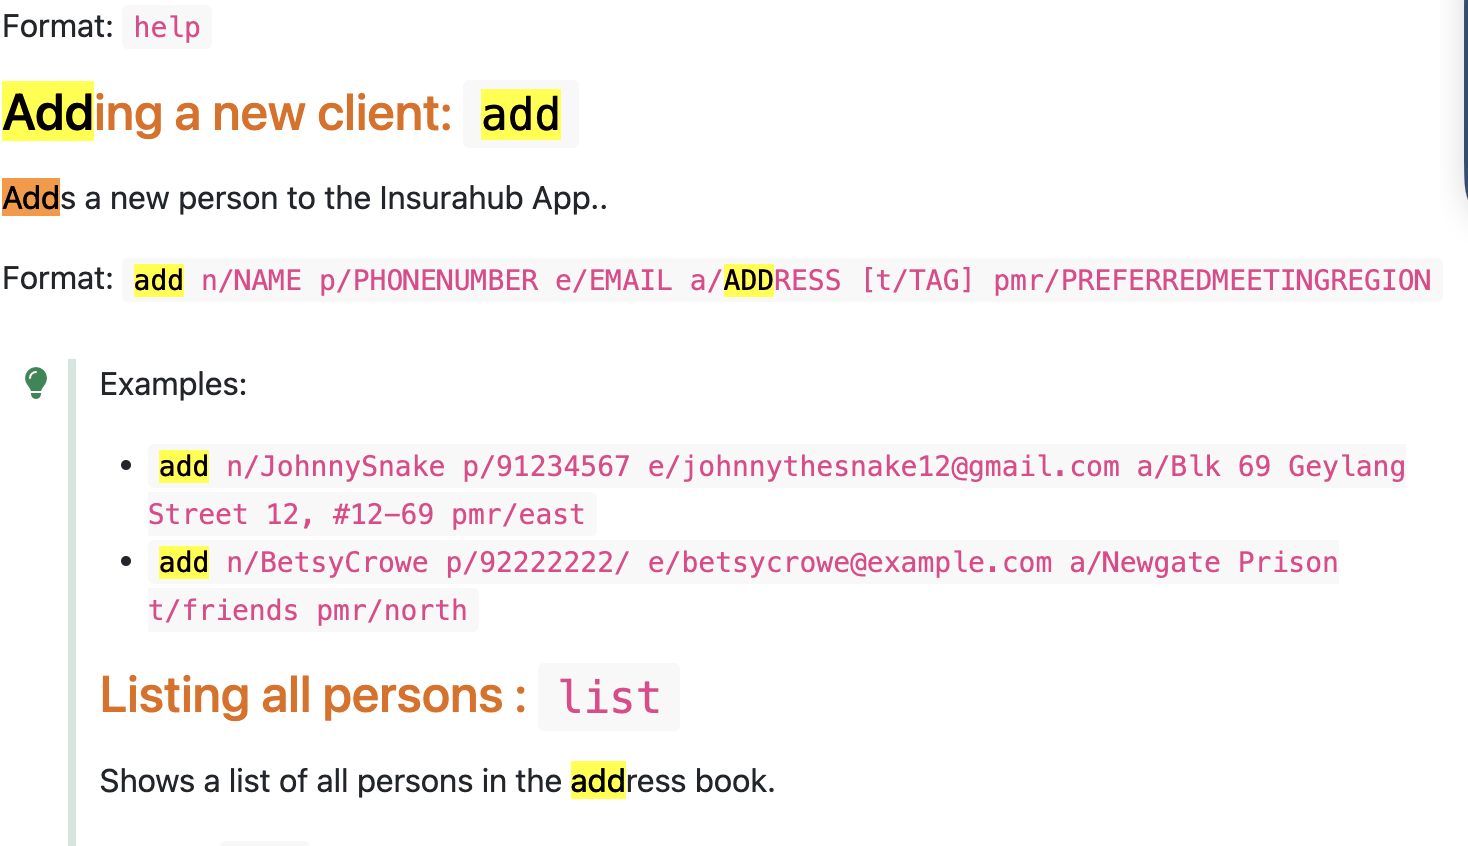 Format: help
Adding a new client: add
Adds a new person to the Insurahub App..
Format: add n/NAME p/PHONENUMBER e/EMAIL a/ADDRESS [t/TAG] pmr/PREFERREDMEETINGREGION
Examples:
• add n/JohnnySnake p/91234567 e/johnnythesnake12@gmail.com a/Blk 69 Geylang
Street 12, #12-69 pmr/east
• add n/BetsyCrowe p/92222222/ e/betsycrowe@example.com a/Newgate Prison
t/friends pmr/north
Listing all persons : list
Shows a list of all persons in the address book.